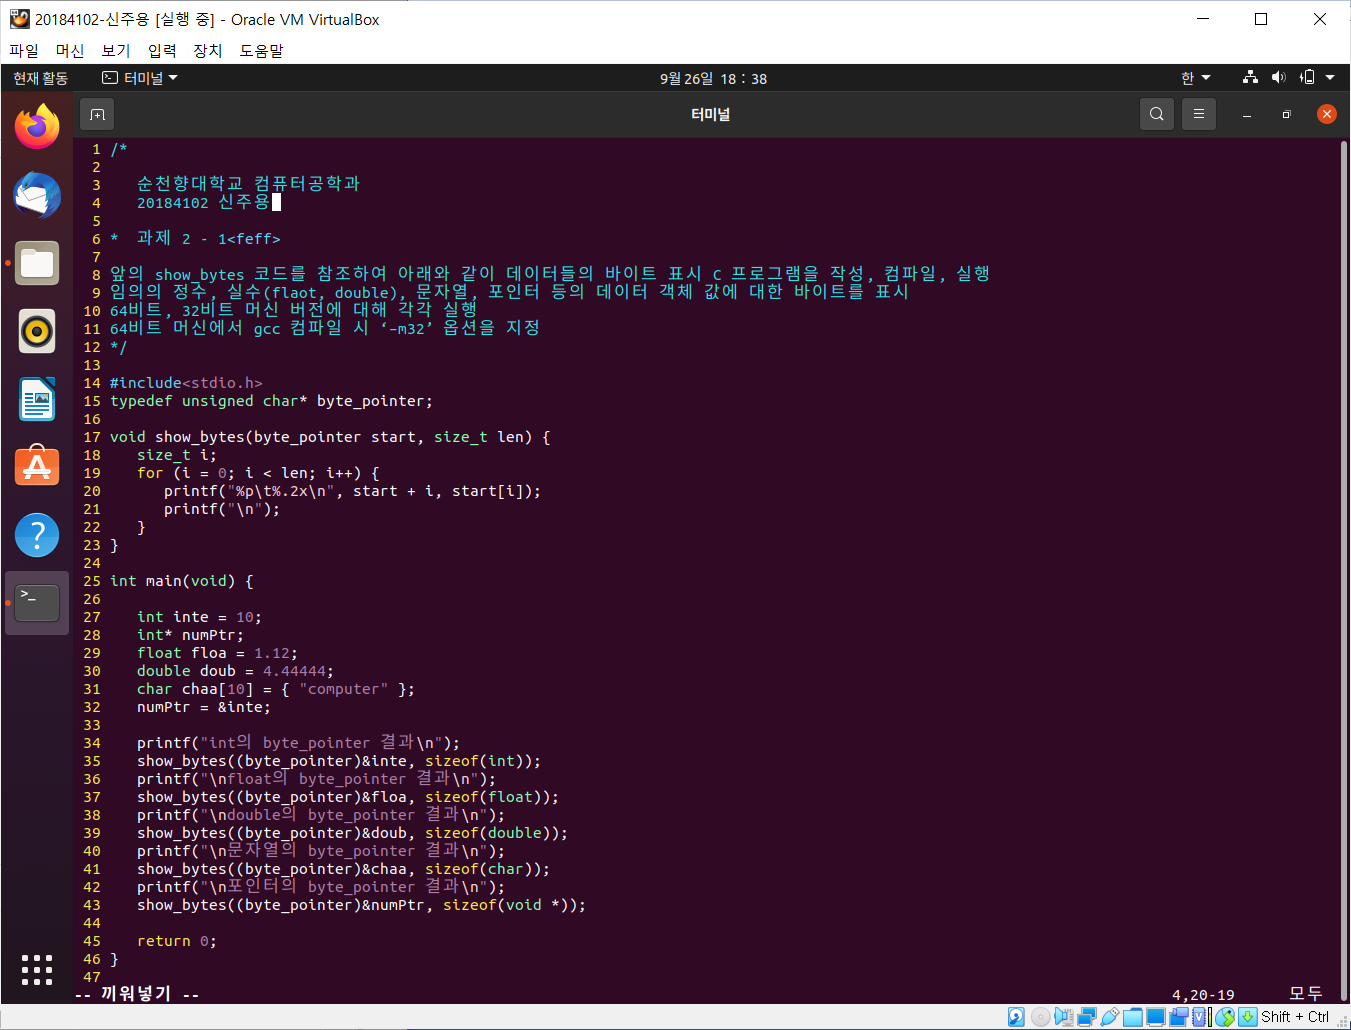 20184102-신주용 [실행 중] - Oracle VM VirtualBox
파일 머신 보기 입력 장치 도움말
현재 활동 터미널 9월 26일 18 : 38 한
터미널
1 /*
2
3 순천향대학교 컴퓨터공학과
4 20184102 신주용
5
6 * 과제 2 - 1<feff>
7
8 앞의 show_bytes 코드를 참조하여 아래와 같이 데이터들의 바이트 표시 C 프로그램을 작성, 컴파일, 실행
9 임의의 정수, 실수(flaot, double), 문자열, 포인터 등의 데이터 객체 값에 대한 바이트를 표시
10 64비트, 32비트 머신 버전에 대해 각각 실행
11 64비트 머신에서 gcc 컴파일 시 ‘–m32’ 옵션을 지정
12 */
13
14 #include<stdio.h>
15 typedef unsigned char* byte_pointer;
16
17 void show_bytes(byte_pointer start, size_t len) {
18 size_t i;
19 for (i = 0; i < len; i++) {
20 printf("%p\t%.2x\n", start + i, start[i]);
21 printf("\n");
22 }
23 }
24
25 int main(void) {
26
27 int inte = 10;
28 int* numPtr;
29 float floa = 1.12;
30 double doub = 4.44444;
31 char chaa[10] = { "computer" };
32 numPtr = &inte;
33
34 printf("int의 byte_pointer 결과\n");
35 show_bytes((byte_pointer)&inte, sizeof(int));
36 printf("\nfloat의 byte_pointer 결과\n");
37 show_bytes((byte_pointer)&floa, sizeof(float));
38 printf("\ndouble의 byte_pointer 결과\n");
39 show_bytes((byte_pointer)&doub, sizeof(double));
40 printf("\n문자열의 byte_pointer 결과\n");
41 show_bytes((byte_pointer)&chaa, sizeof(char));
42 printf("\n포인터의 byte_pointer 결과\n");
43 show_bytes((byte_pointer)&numPtr, sizeof(void *));
44
45 return 0;
46 }
47
-- 끼워넣기 -- 4,20-19 모두
Shift + Ctrl